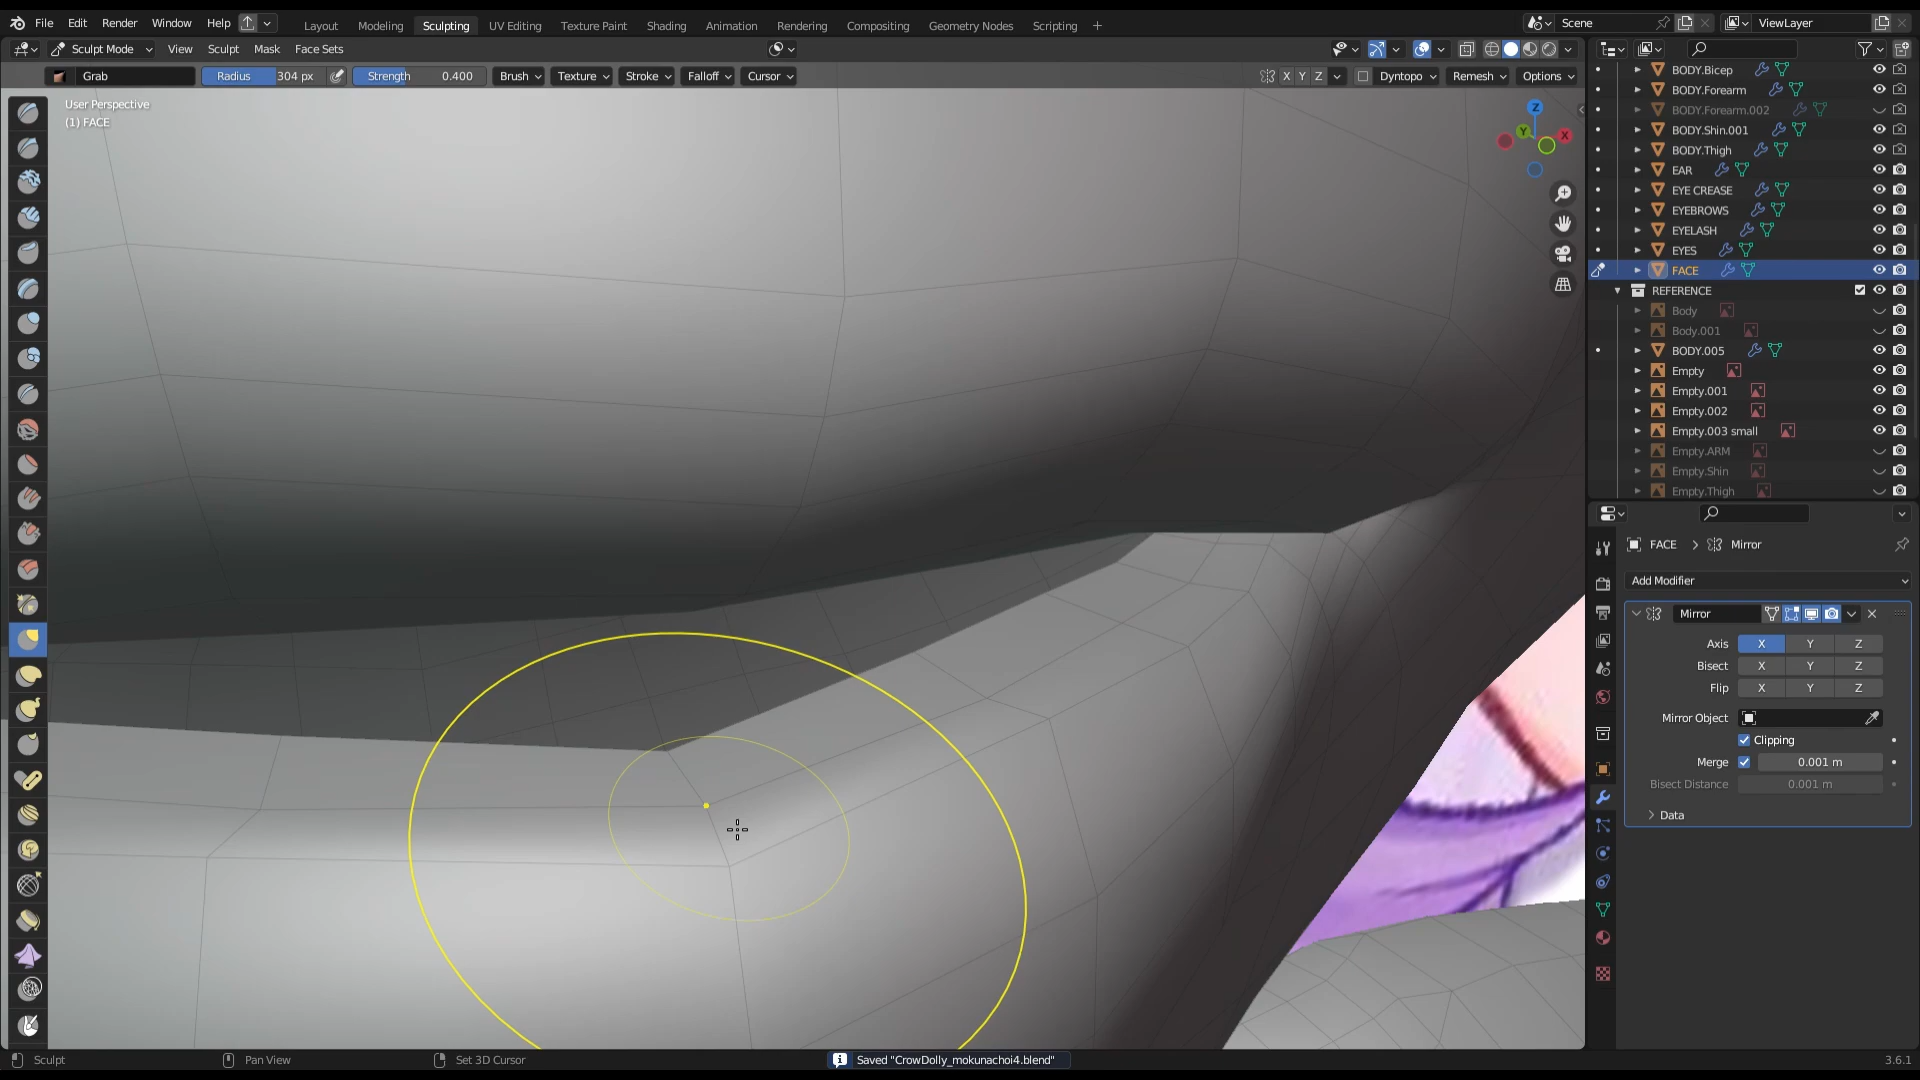 File Edit Render Window Help
Layout Modeling Sculpting UV Editing Texture Paint Shading Animation Rendering Compositing Geometry Nodes Scripting +
Scene
ViewLayer
Sculpt Mode View Sculpt Mask Face Sets
Grab Radius 304 px Strength 0.400 Brush Texture Stroke Falloff Cursor
X Y Z Dyntopo Remesh Options
User Perspective
(1) FACE
Z
Y
X
BODY.Bicep
BODY.Forearm
BODY.Forearm.002
BODY.Shin.001
BODY.Thigh
EAR
EYE CREASE
EYEBROWS
EYELASH
EYES
FACE
REFERENCE
Body
Body.001
BODY.005
Empty
Empty.001
Empty.002
Empty.003 small
Empty.ARM
Empty.Shin
Empty.Thigh
FACE > Mirror
Add Modifier
Mirror
Axis X Y Z
Bisect X Y Z
Flip X Y Z
Mirror Object
Clipping
Merge 0.001 m
Bisect Distance 0.001 m
Data
Sculpt
Pan View
Set 3D Cursor
Saved "CrowDolly_mokunachoi4.blend"
3.6.1